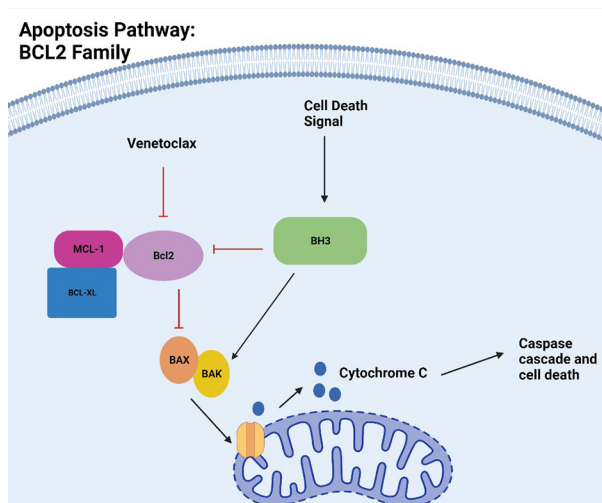 Apoptosis Pathway:
BCL2 Family
Cell Death
Signal
Venetoclax
MCL-1
Bcl2
BH3
BCL-XL
BAX
BAK
Cytochrome C
Caspase
cascade and
cell death